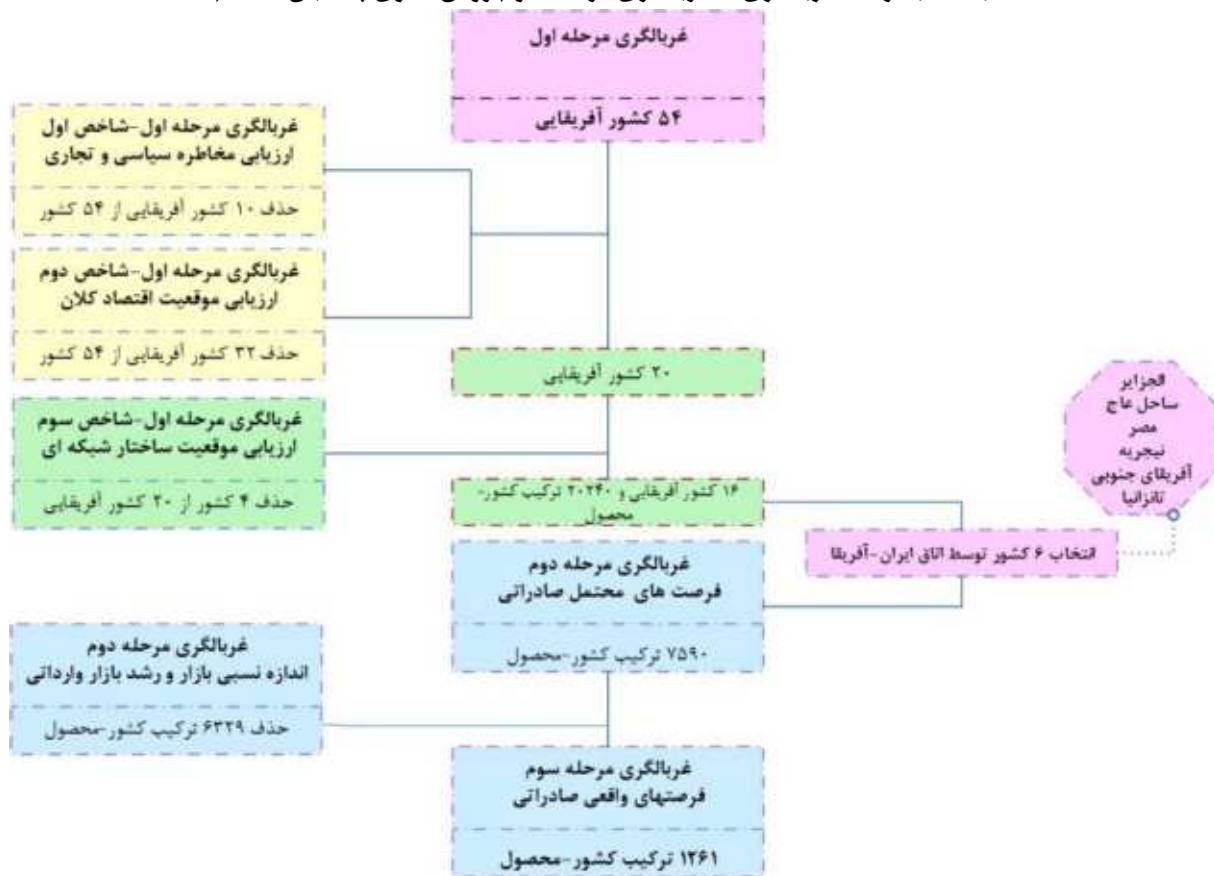 غربالگری مرحله اول
۵۴ کشور آفریقایی
غربالگری مرحله اول-شاخص اول
ارزیابی مخاطره سیاسی و تجاری
حذف ۱۰ کشور آفریقایی از ۵۴ کشور
غربالگری مرحله اول-شاخص دوم
ارزیابی موقعیت اقتصاد کلان
حذف ۳۲ کشور آفریقایی از ۵۴ کشور
۲۰ کشور آفریقایی
غربالگری مرحله اول-شاخص سوم
ارزیابی موقعیت ساختار شبکه ای
حذف ۴ کشور از ۲۰ کشور آفریقایی
۱۶ کشور آفریقایی و ۲۰۲۴۰ ترکیب کشور-
محصول
الجزایر
ساحل عاج
مصر
نیجریه
آفریقای جنوبی
تانزانیا
انتخاب ۶ کشور توسط اتاق ایران-آفریقا
غربالگری مرحله دوم
فرصت های محتمل صادراتی
۷۵۹۰ ترکیب کشور-محصول
غربالگری مرحله دوم
اندازه نسبی بازار و رشد بازار وارداتی
حذف ۶۳۲۹ ترکیب کشور-محصول
غربالگری مرحله سوم
فرصتهای واقعی صادراتی
۱۲۶۱ ترکیب کشور-محصول